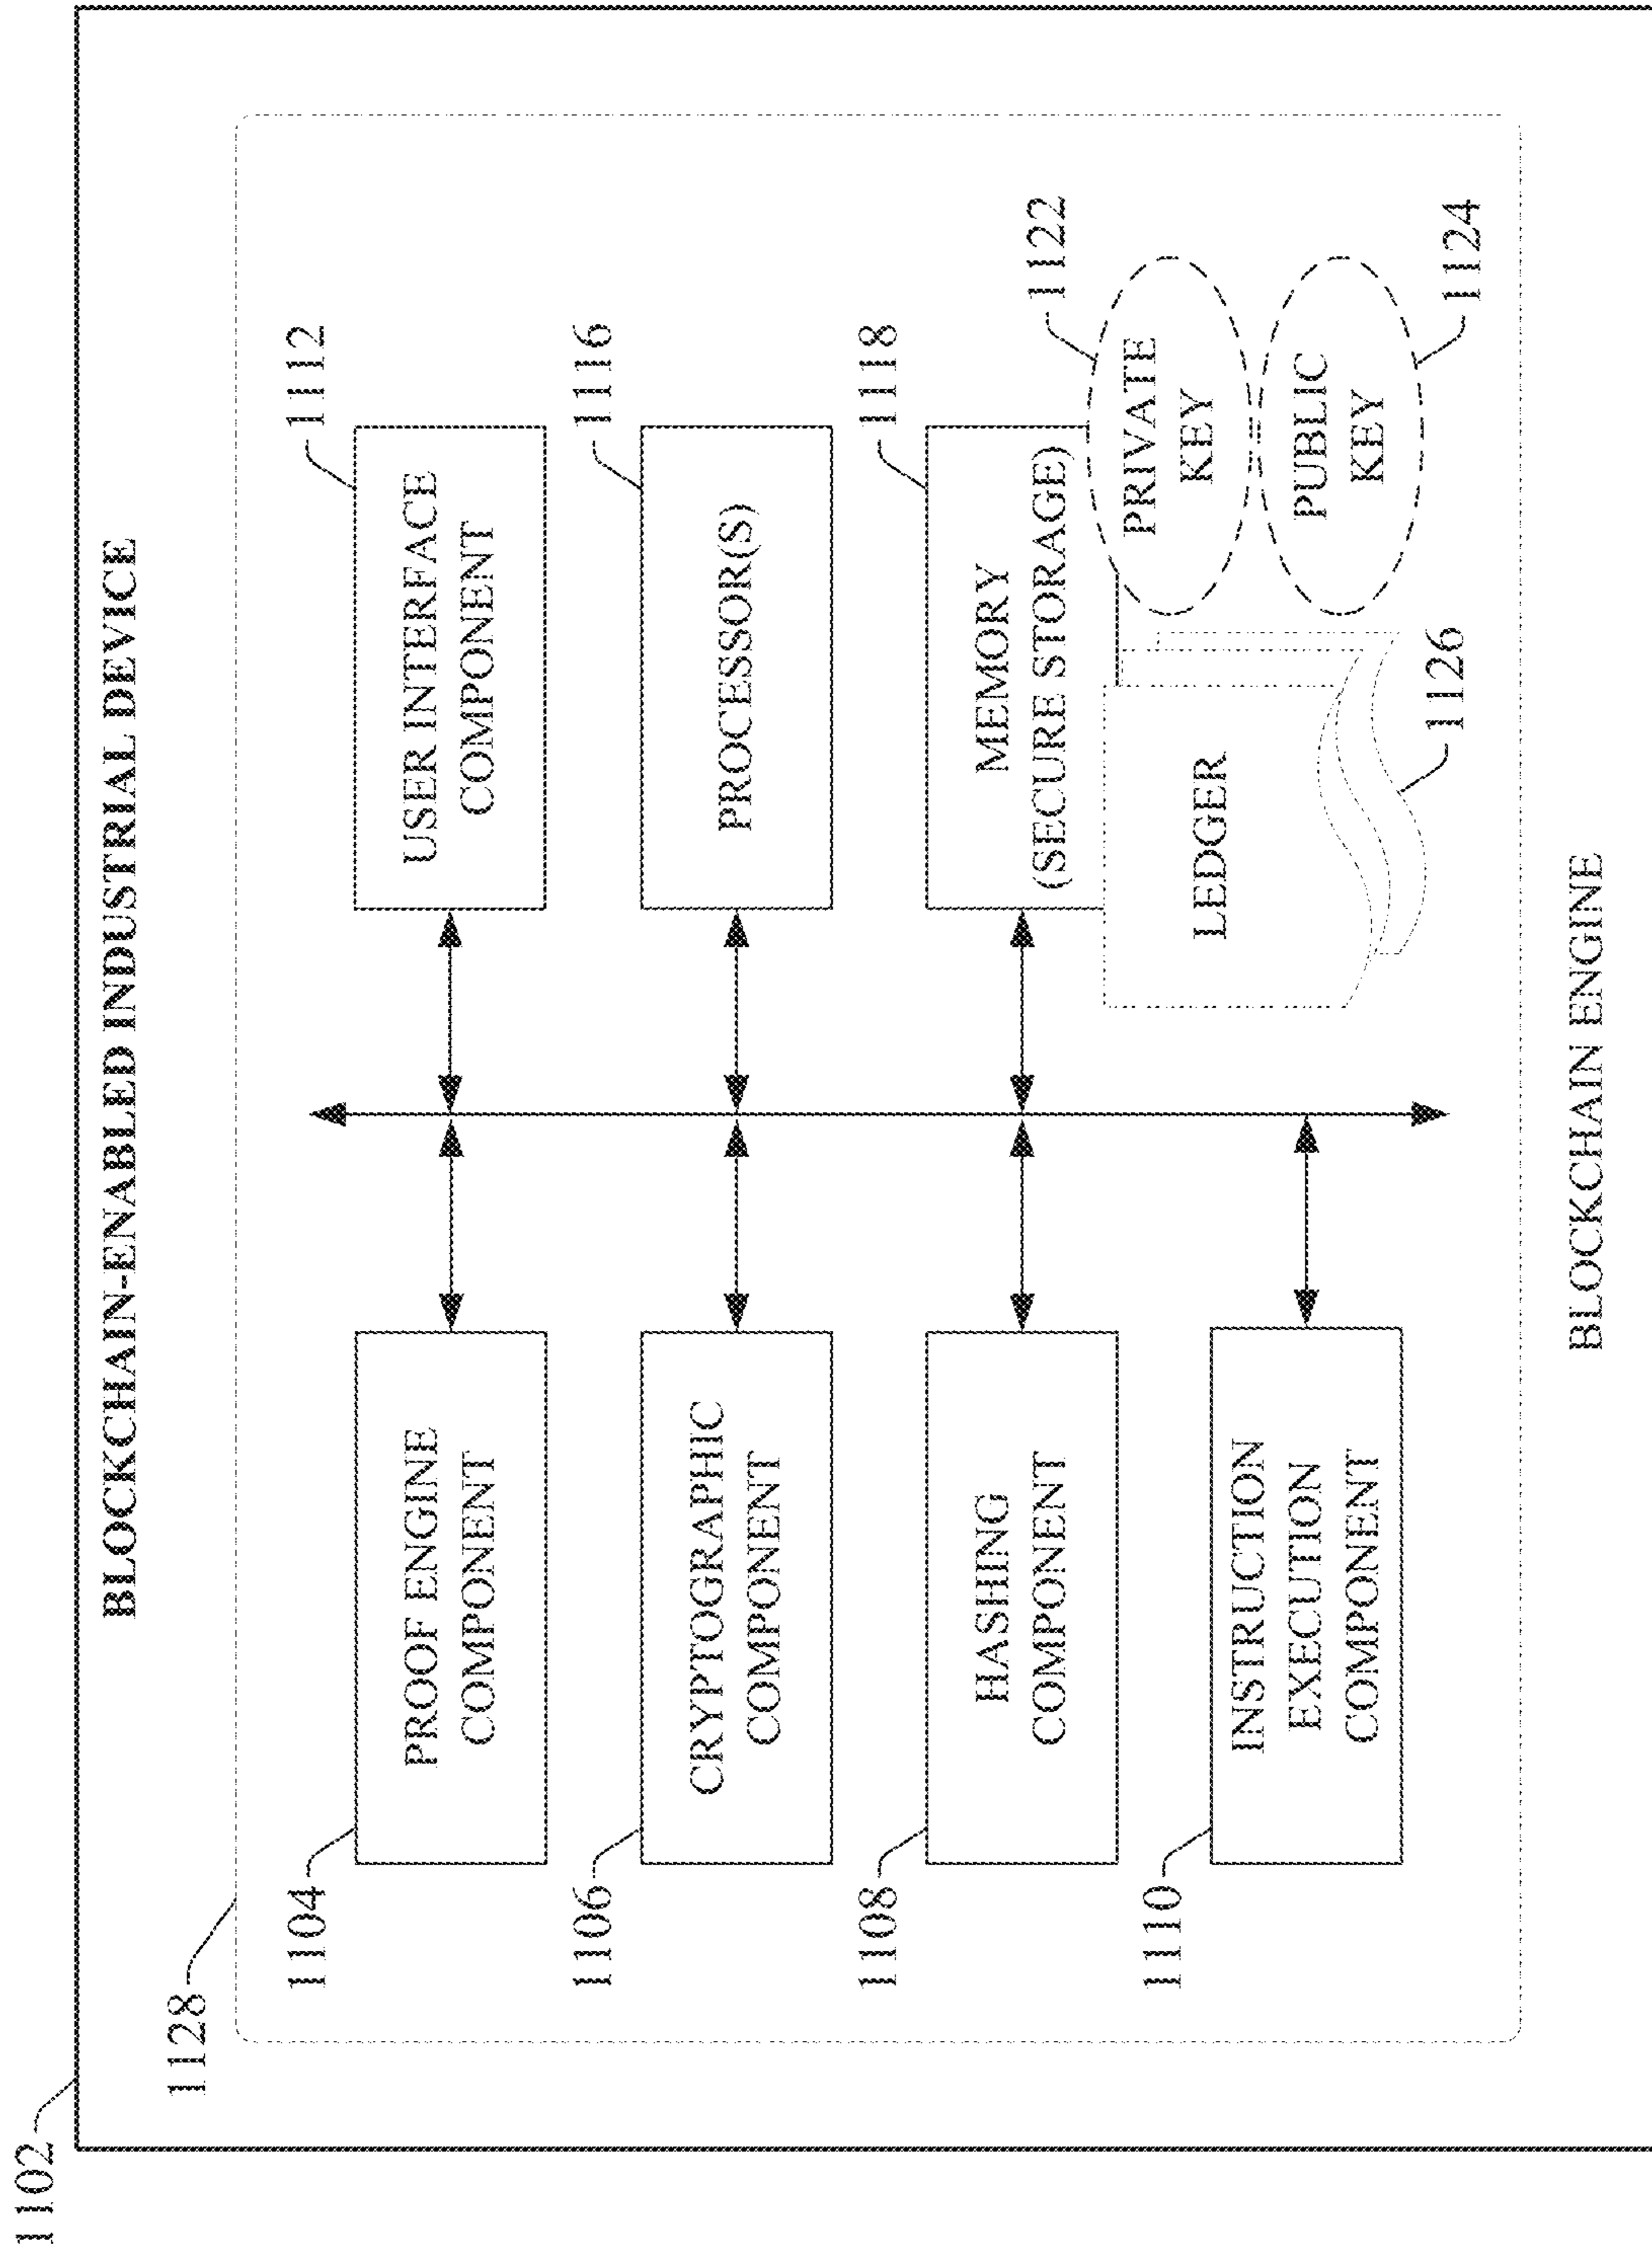 1102
BLOCKCHAIN-ENABLED INDUSTRIAL DEVICE
1128
1104
PROOF ENGINE
COMPONENT
1112
USER INTERFACE
COMPONENT
1106
CRYPTOGRAPHIC
COMPONENT
1116
PROCESSOR(S)
1108
HASHING
COMPONENT
1118
MEMORY
(SECURE STORAGE)
1110
INSTRUCTION
EXECUTION
COMPONENT
LEDGER
1126
1122
PRIVATE
KEY
PUBLIC
KEY
1124
BLOCKCHAIN ENGINE